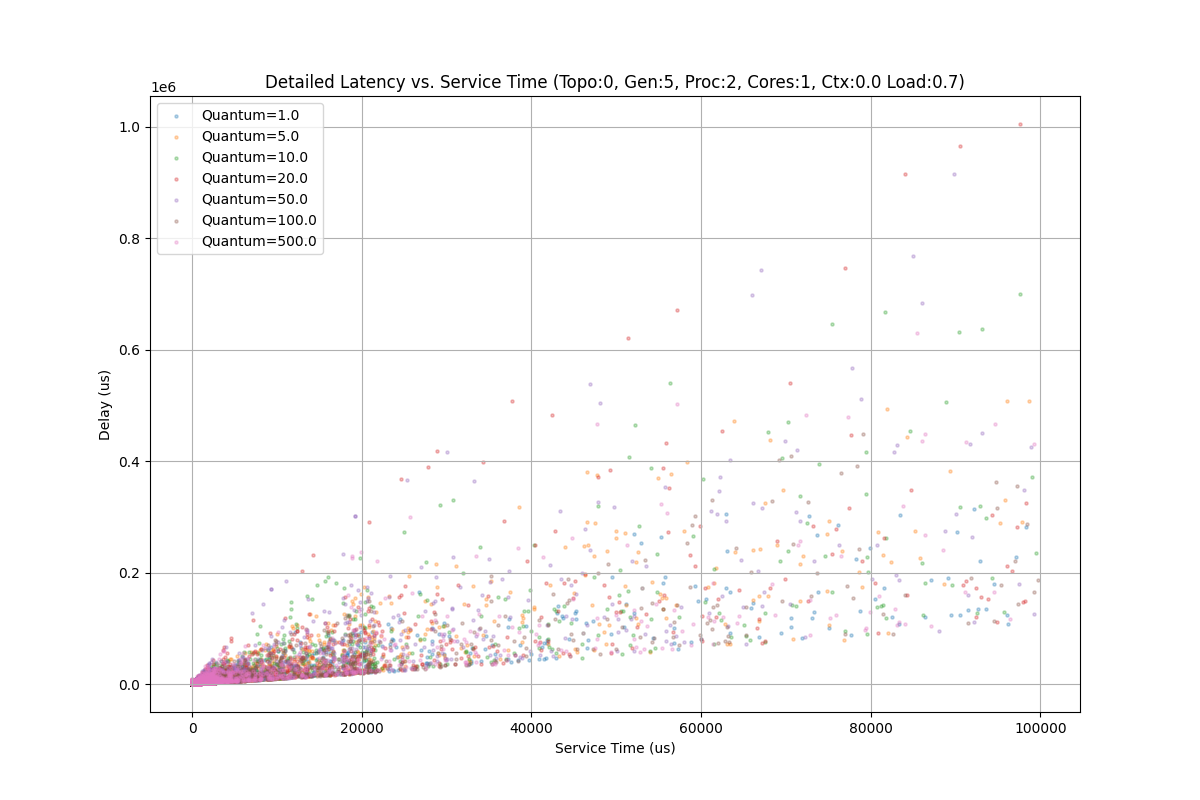 Detailed Latency vs. Service Time (Topo:0, Gen:5, Proc:2, Cores:1, Ctx:0.0 Load:0.7)
1e6
Quantum=1.0
Quantum=5.0
Quantum=10.0
Quantum=20.0
Quantum=50.0
Quantum=100.0
Quantum=500.0
1.0
0.8
0.6
0.4
0.2
0.0
Delay (us)
0 20000 40000 60000 80000 100000
Service Time (us)